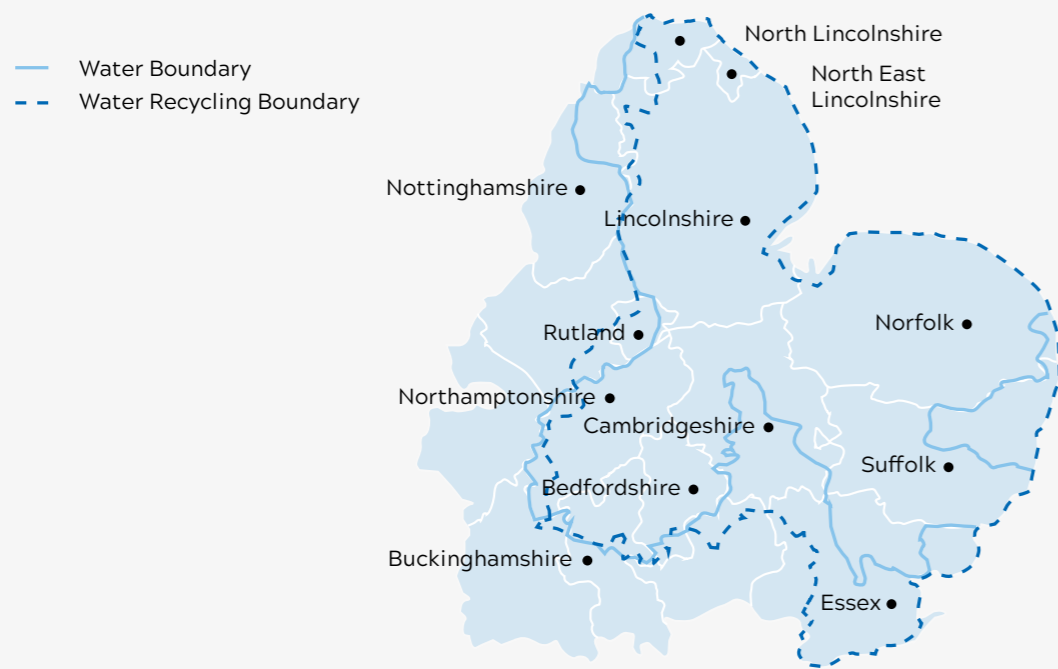 Water Boundary
Water Recycling Boundary
North Lincolnshire
North East
Lincolnshire
Nottinghamshire
Lincolnshire
Norfolk
Rutland
Northamptonshire
Cambridgeshire
Suffolk
Bedfordshire
Buckinghamshire
Essex